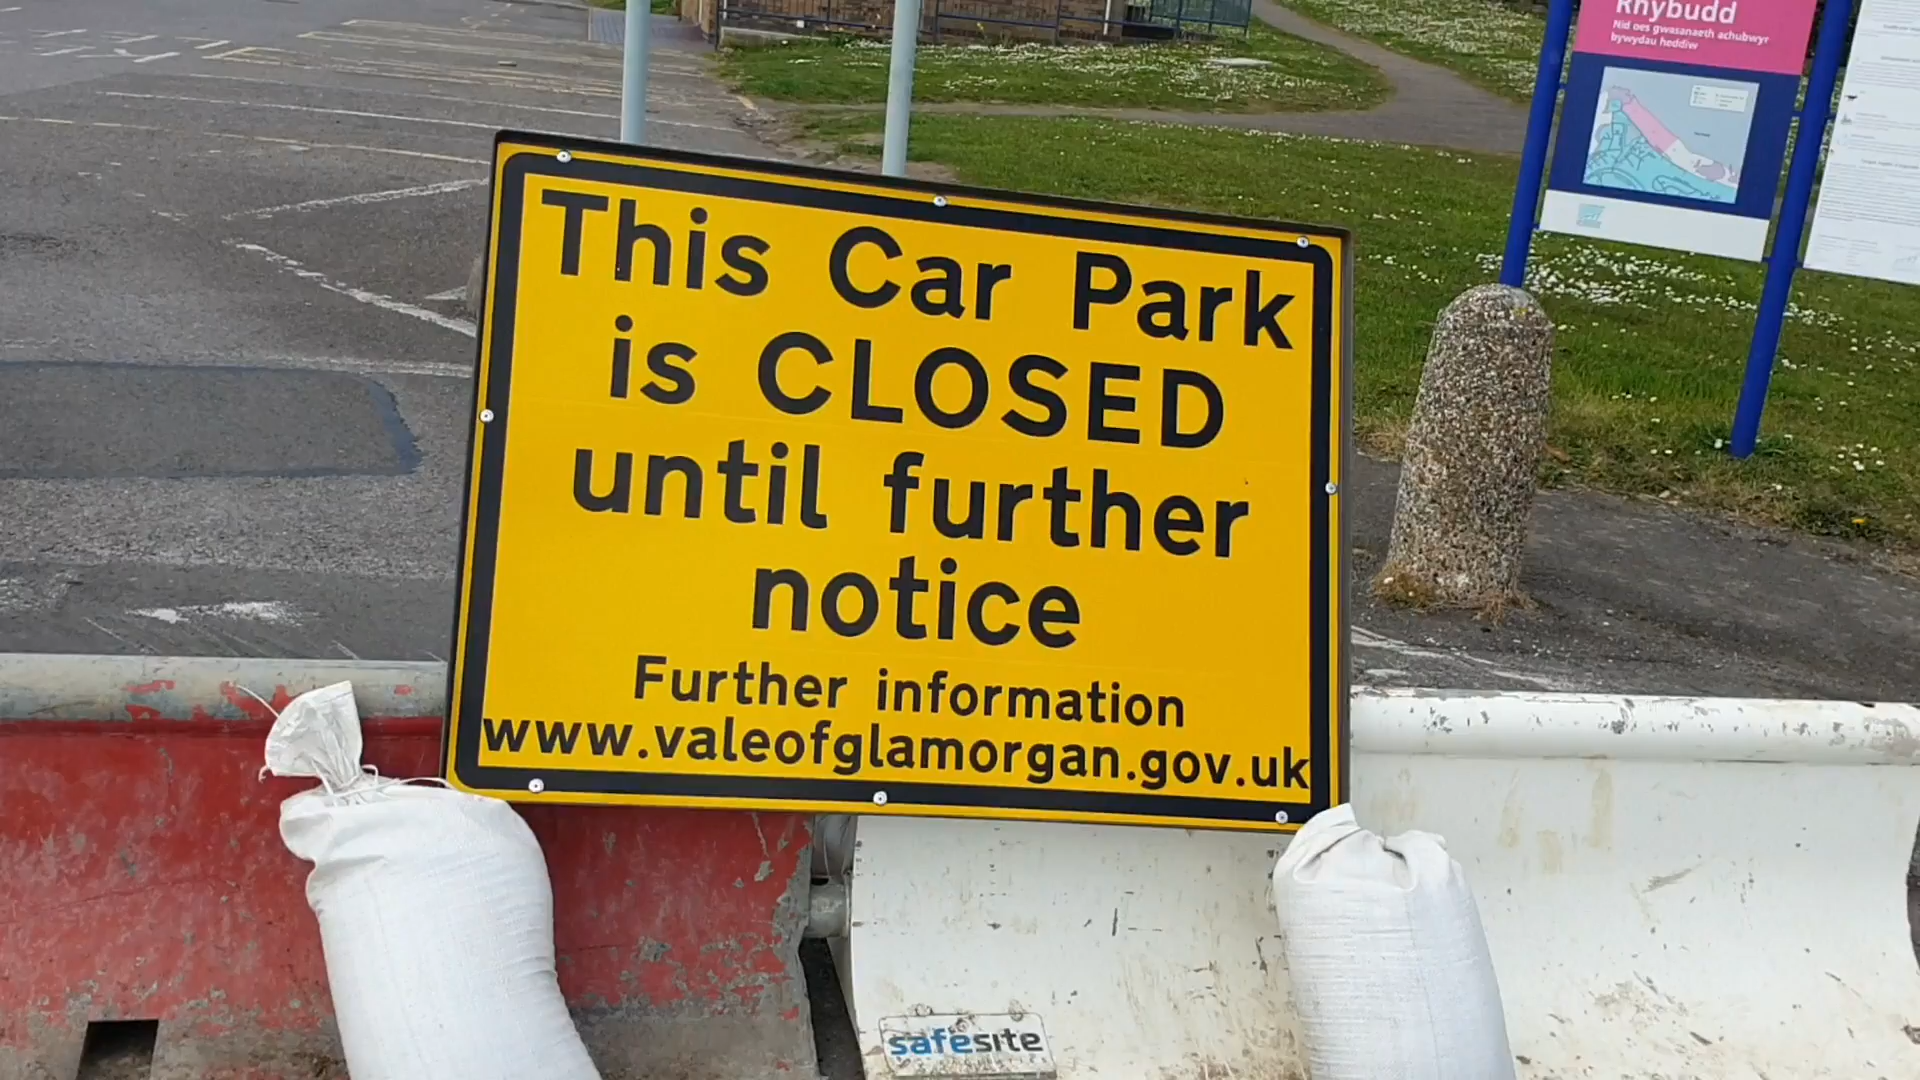 This Car Park
is CLOSED
until further
notice
Further information
www.valeofglamorgan.gov.uk
Rhybudd
Nid oes gwasanaeth achubwyr
bywydau heddiw
safesite